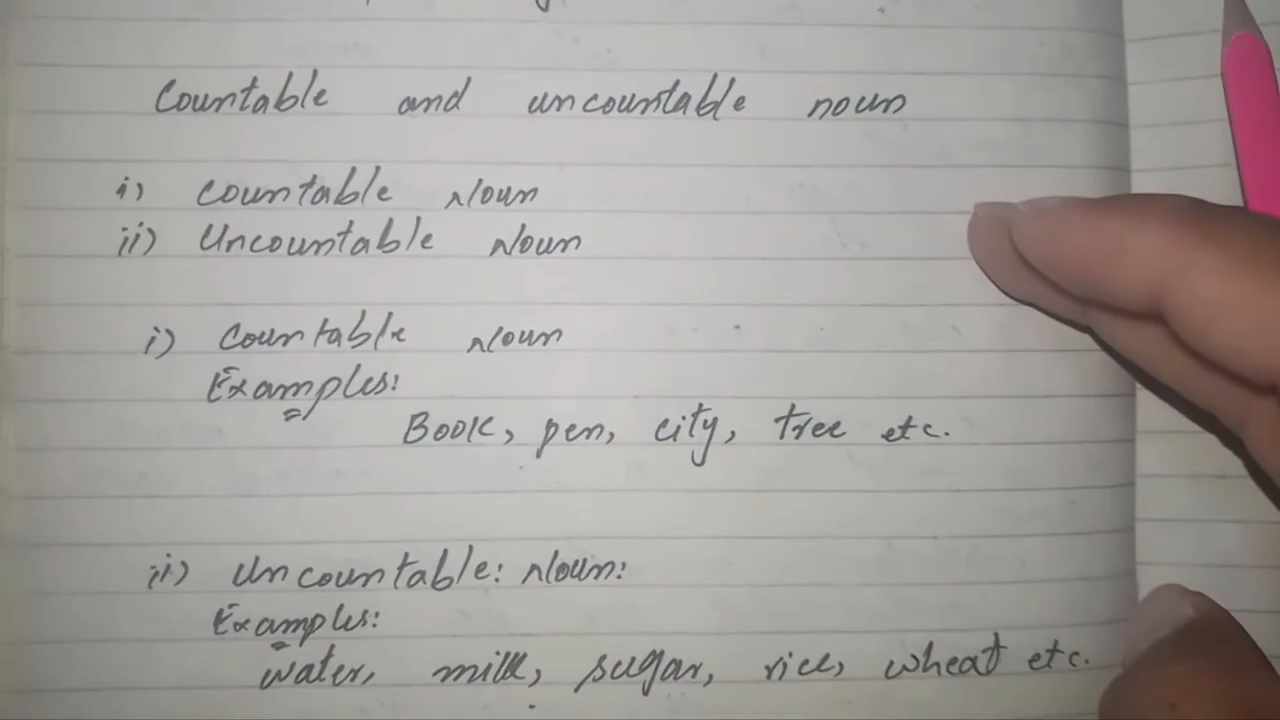 Countable and uncountable noun
i) Countable Noun
ii) Uncountable Noun
i) Countable Noun
Examples:
Book, pen, city, tree etc.
ii) Uncountable: Noun:
Examples:
water, milk, sugar, rice, wheat etc.